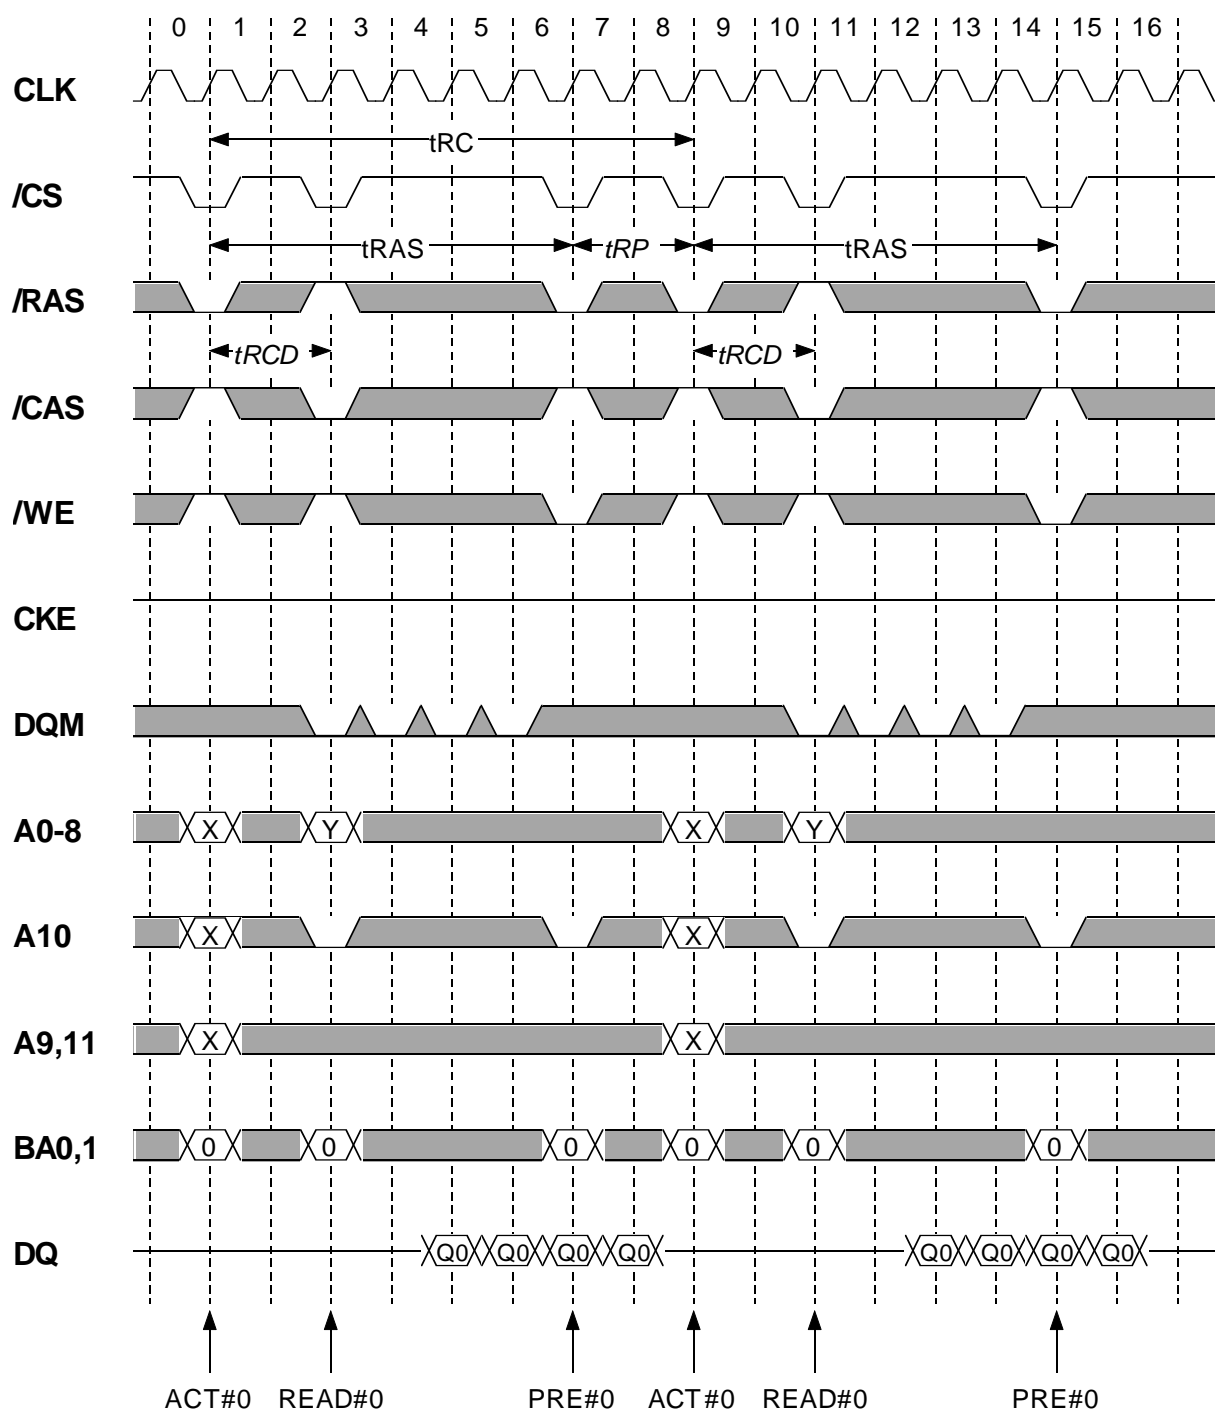 0 1 2 3 4 5 6 7 8 9 10 11 12 13 14 15 16
CLK
tRC
/CS
tRAS tRP tRAS
/RAS
tRCD tRCD
/CAS
/WE
CKE
DQM
A0-8 X Y X Y
A10 X X
A9,11 X X
BA0,1 0 0 0 0 0 0
DQ Q0 Q0 Q0 Q0 Q0 Q0 Q0 Q0
ACT#0 READ#0 PRE#0 ACT#0 READ#0 PRE#0